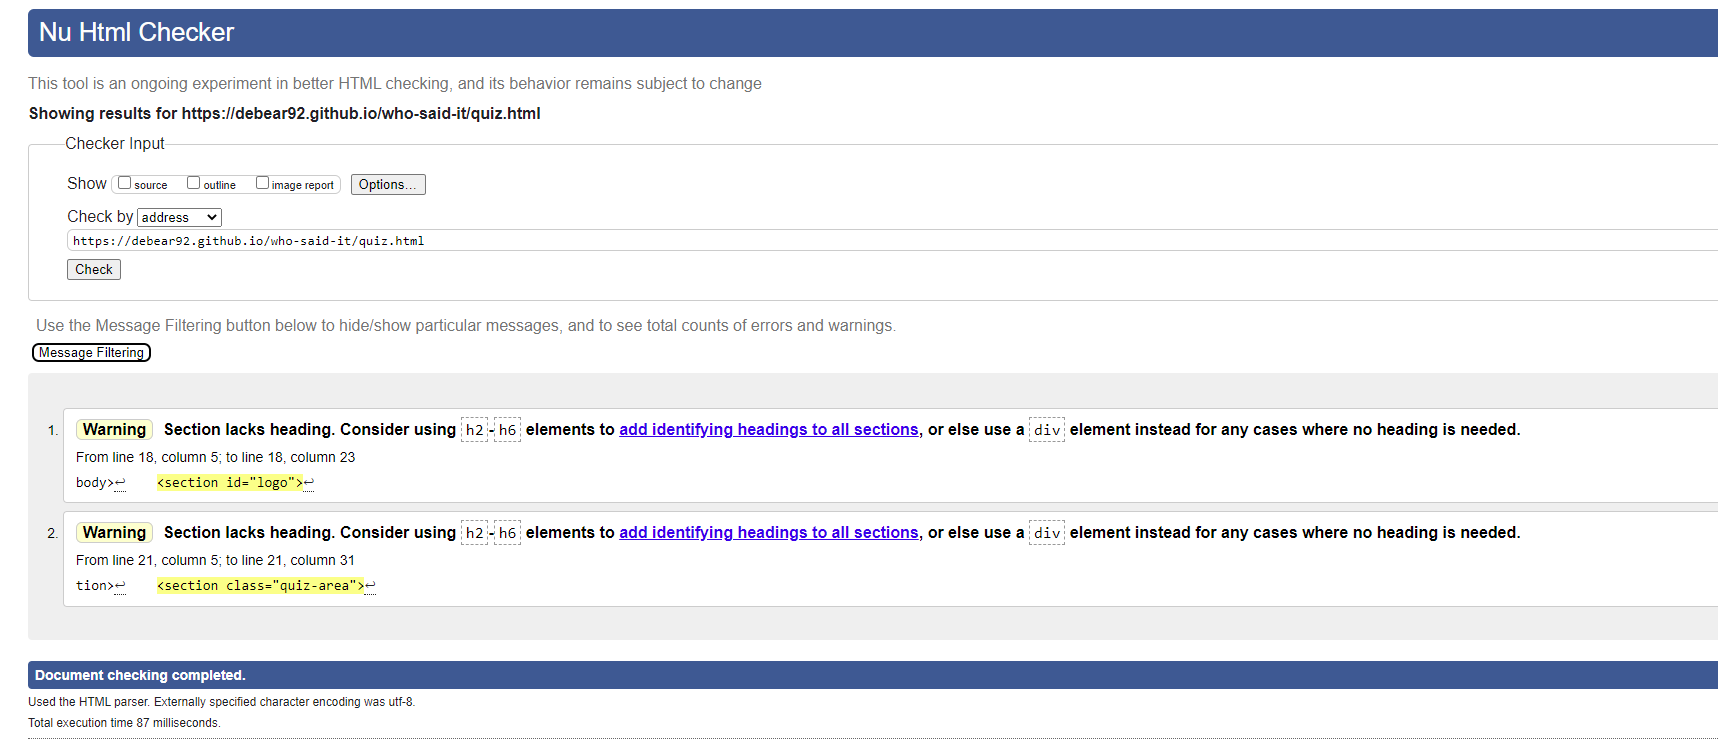 Nu Html Checker
This tool is an ongoing experiment in better HTML checking, and its behavior remains subject to change
Showing results for https://debear92.github.io/who-said-it/quiz.html
Checker Input
Show source outline image report Options...
Check by address
https://debear92.github.io/who-said-it/quiz.html
Check
Use the Message Filtering button below to hide/show particular messages, and to see total counts of errors and warnings.
Message Filtering
1. Warning Section lacks heading. Consider using h2-h6 elements to add identifying headings to all sections, or else use a div element instead for any cases where no heading is needed.
From line 18, column 5; to line 18, column 23
body>↩ <section id="logo">↩
2. Warning Section lacks heading. Consider using h2-h6 elements to add identifying headings to all sections, or else use a div element instead for any cases where no heading is needed.
From line 21, column 5; to line 21, column 31
tion>↩ <section class="quiz-area">↩
Document checking completed.
Used the HTML parser. Externally specified character encoding was utf-8.
Total execution time 87 milliseconds.